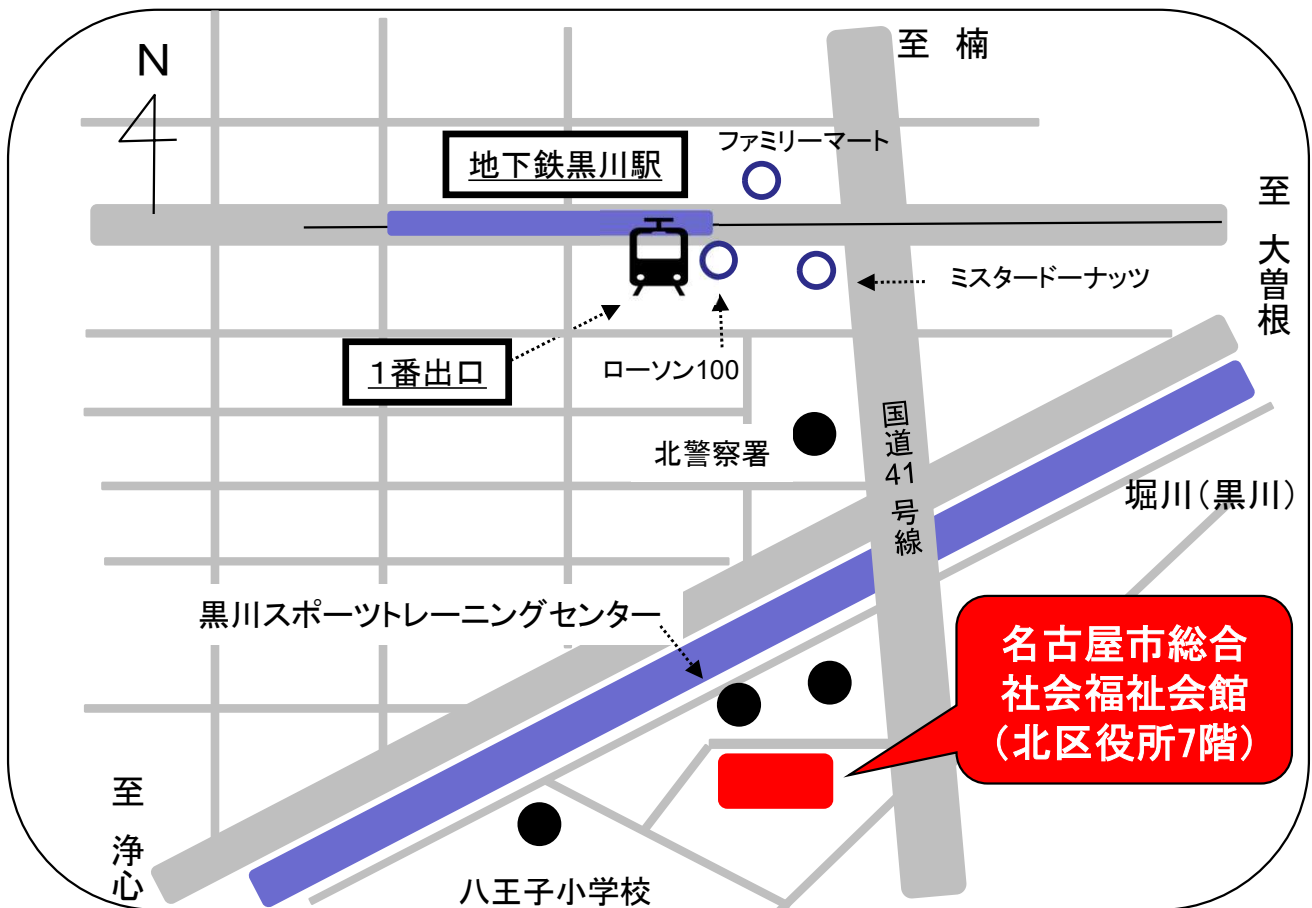 N
至 楠
ファミリーマート
地下鉄黒川駅
至 大曽根
ミスタードーナッツ
1番出口
ローソン100
国道41号線
北警察署
堀川(黒川)
黒川スポーツトレーニングセンター
名古屋市総合
社会福祉会館
(北区役所7階)
至 浄心
八王子小学校